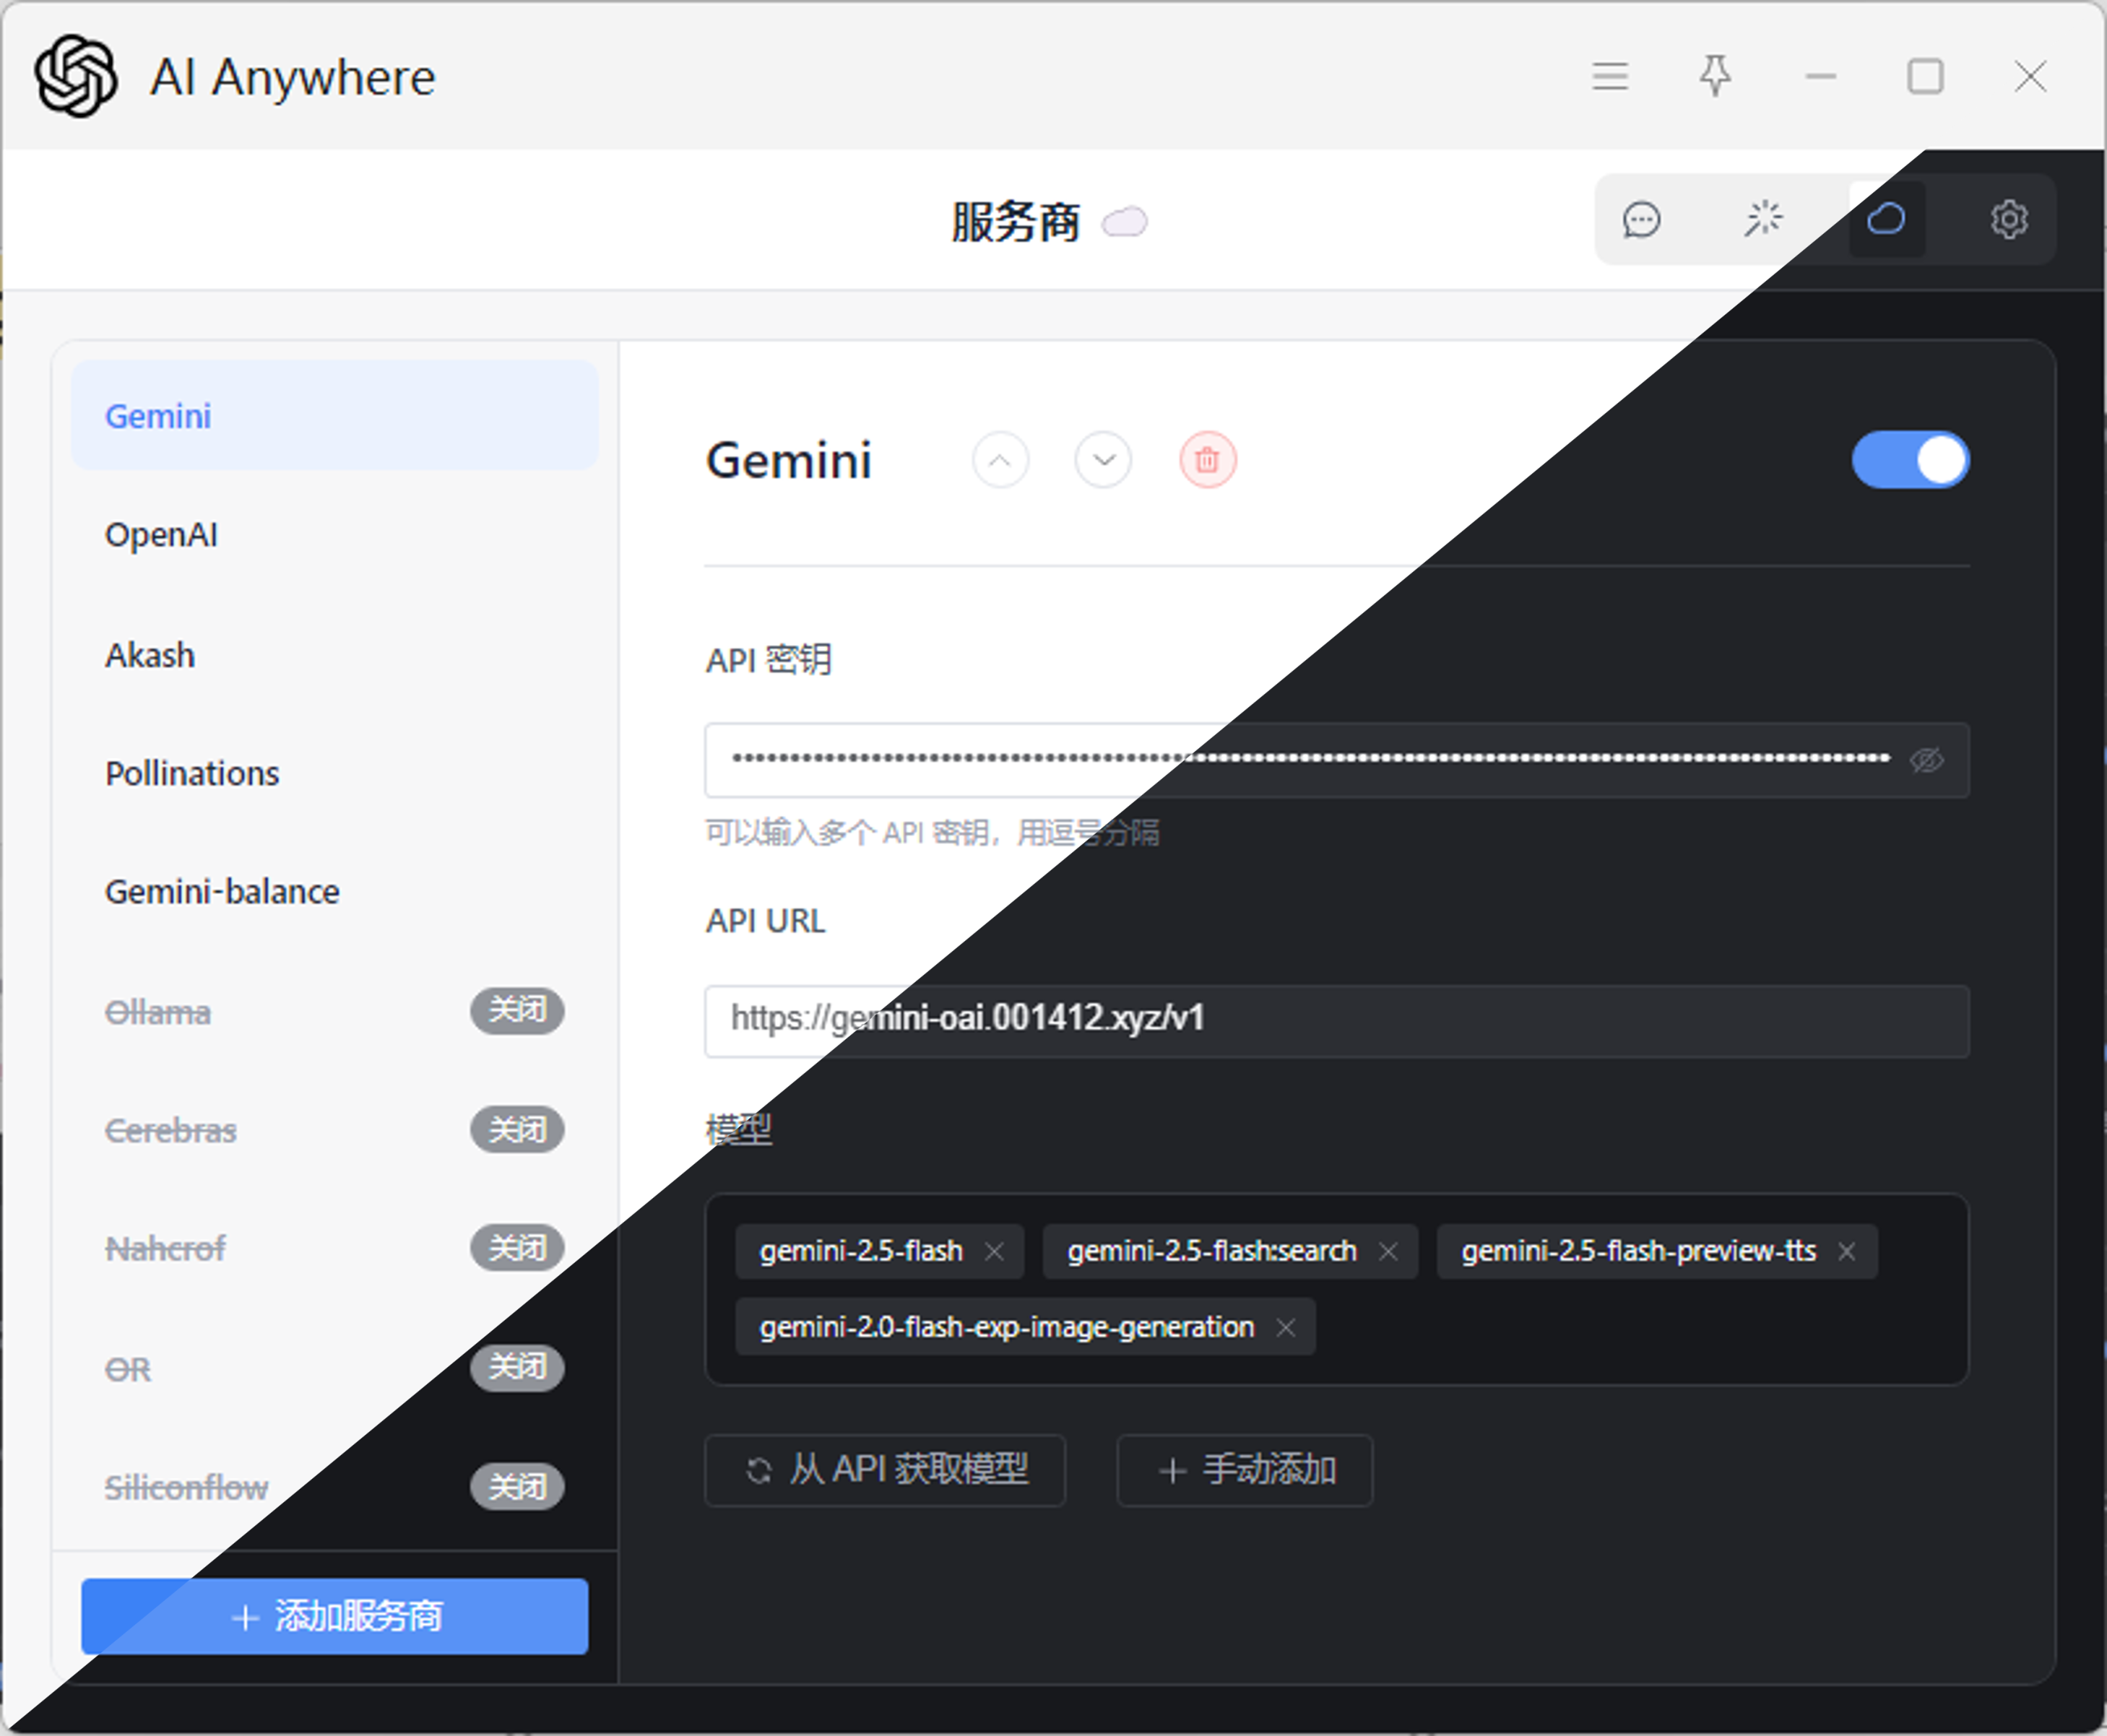 AI Anywhere
服务商
Gemini
OpenAI
Akash
Pollinations
Gemini-balance
Ollama 关闭
Cerebras 关闭
Nahcrof 关闭
OR 关闭
Siliconflow 关闭
+ 添加服务商
Gemini
API 密钥
可以输入多个 API 密钥，用逗号分隔
API URL
https://gemini-oai.001412.xyz/v1
模型
gemini-2.5-flash gemini-2.5-flash:search gemini-2.5-flash-preview-tts
gemini-2.0-flash-exp-image-generation
从 API 获取模型 + 手动添加